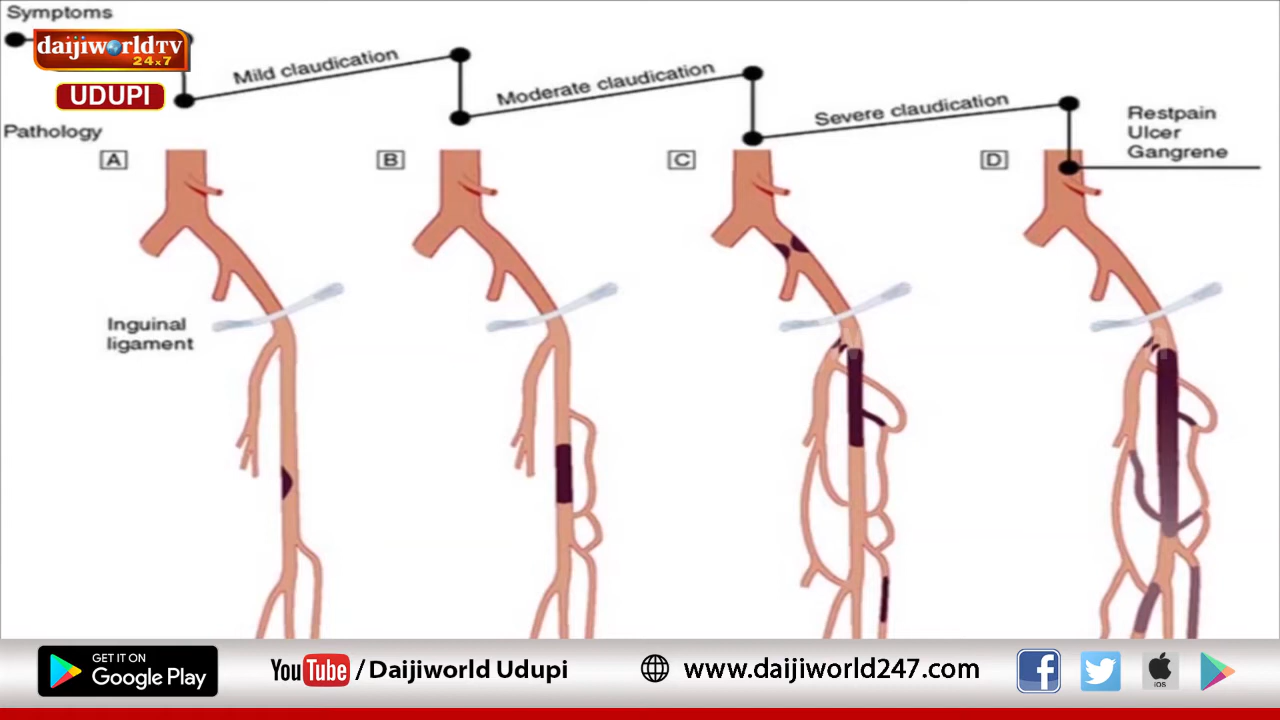 Symptoms
daijiworldTV
24x7
UDUPI
Mild claudication
Moderate claudication
Severe claudication
Restpain
Ulcer
Gangrene
Pathology
A
B
C
D
Inguinal
ligament
GET IT ON
Google Play
YouTube / Daijiworld Udupi
www.daijiworld247.com
f
iOS